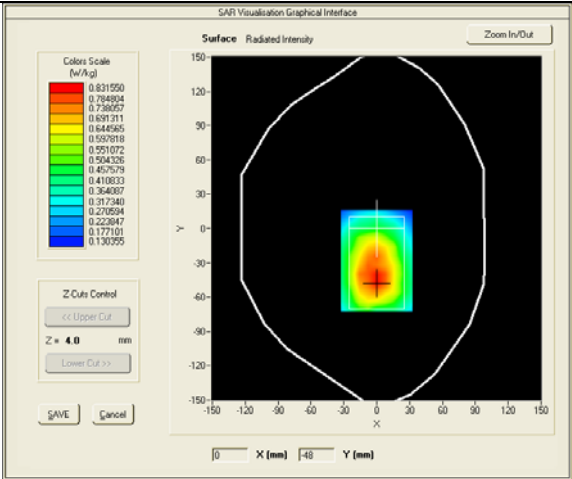 SAR Visualisation Graphical Interface
Surface Radiated Intensity
Zoom In/Out
Colors Scale
(W/kg)
0.831550
0.784804
0.738057
0.691311
0.644565
0.597818
0.551072
0.504326
0.457579
0.410833
0.364087
0.317340
0.270594
0.223847
0.177101
0.130355
Z-Cuts Control
<< Upper Cut
Z = 4.0 mm
Lower Cut >>
SAVE Cancel
150
120
90
60
30
0
-30
-60
-90
-120
-150
Y
-150 -120 -90 -60 -30 0 30 60 90 120 150
X
0 X (mm) -48 Y (mm)